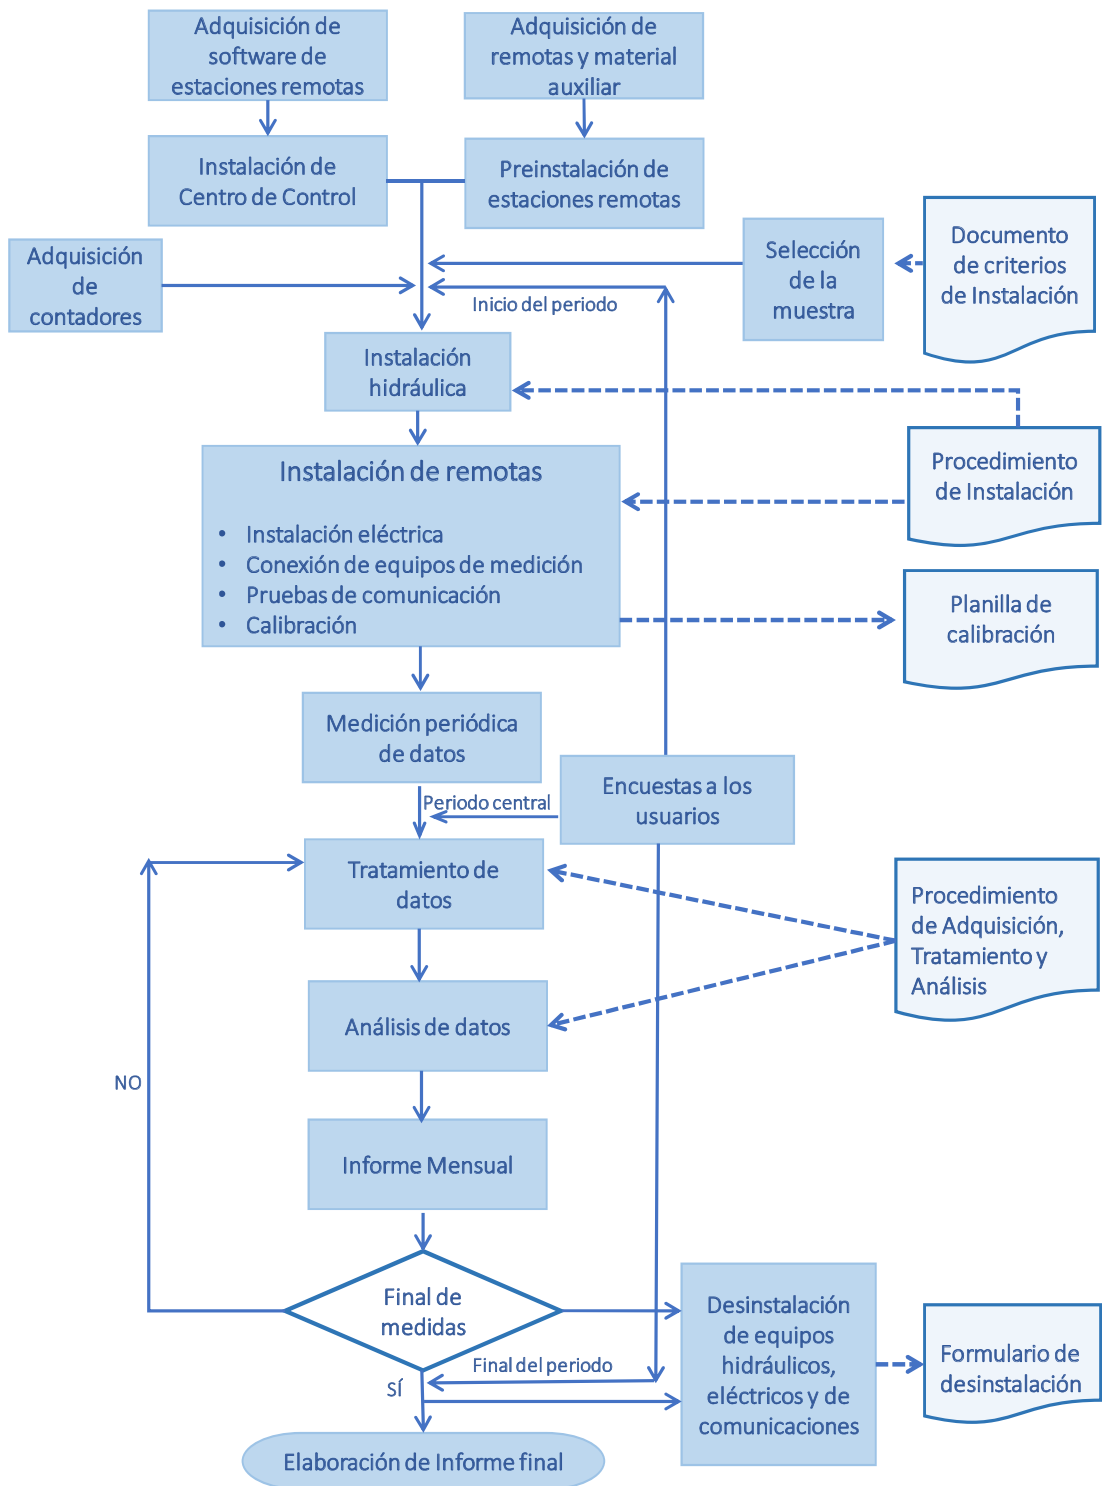 Adquisición de
software de
estaciones remotas
Adquisición de
remotas y material
auxiliar
Instalación de
Centro de Control
Preinstalación de
estaciones remotas
Adquisición
de
contadores
Selección
de la
muestra
Documento
de criterios
de Instalación
Inicio del periodo
Instalación
hidráulica
Procedimiento
de Instalación
Instalación de remotas
• Instalación eléctrica
• Conexión de equipos de medición
• Pruebas de comunicación
• Calibración
Planilla de
calibración
Medición periódica
de datos
Encuestas a los
usuarios
Periodo central
Tratamiento de
datos
Procedimiento
de Adquisición,
Tratamiento y
Análisis
Análisis de datos
NO
Informe Mensual
Final de
medidas
Desinstalación
de equipos
hidráulicos,
eléctricos y de
comunicaciones
Formulario de
desinstalación
Final del periodo
SÍ
Elaboración de Informe final